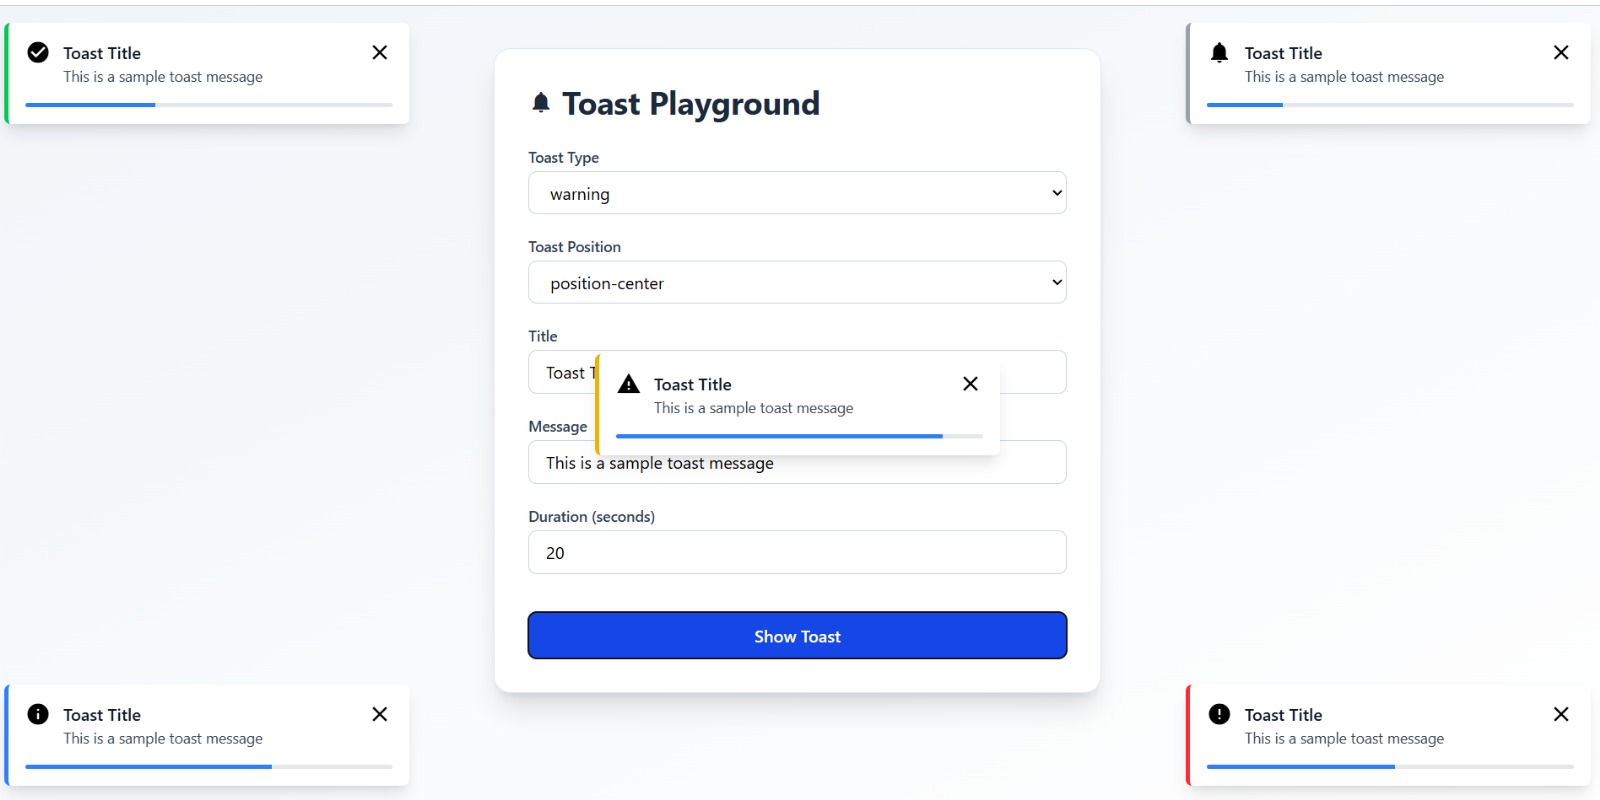 Toast Title
This is a sample toast message
Toast Title
This is a sample toast message
Toast Playground
Toast Type
warning
Toast Position
position-center
Title
Toast T
Toast Title
This is a sample toast message
Message
This is a sample toast message
Duration (seconds)
20
Show Toast
Toast Title
This is a sample toast message
Toast Title
This is a sample toast message